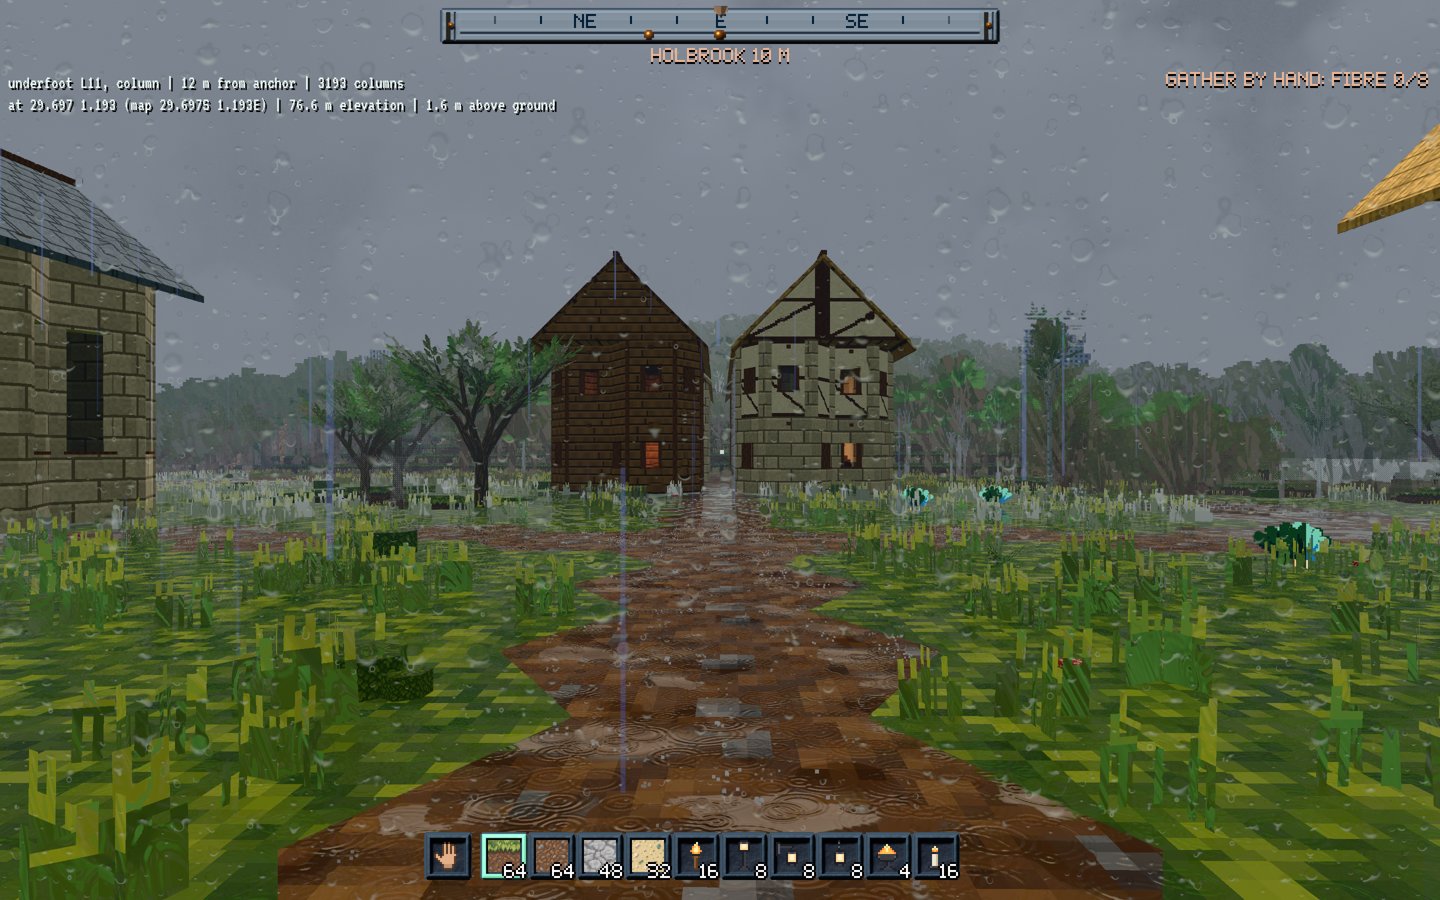 NE E SE
HOLBROOK 10 M
underfoot L11, column | 12 m from anchor | 3193 columns
GATHER BY HAND: FIBRE 0/8
at 29.697 1.193 (map 29.697S 1.193E) | 76.6 m elevation | 1.6 m above ground
64 64 48 32 16 8 8 8 4 16